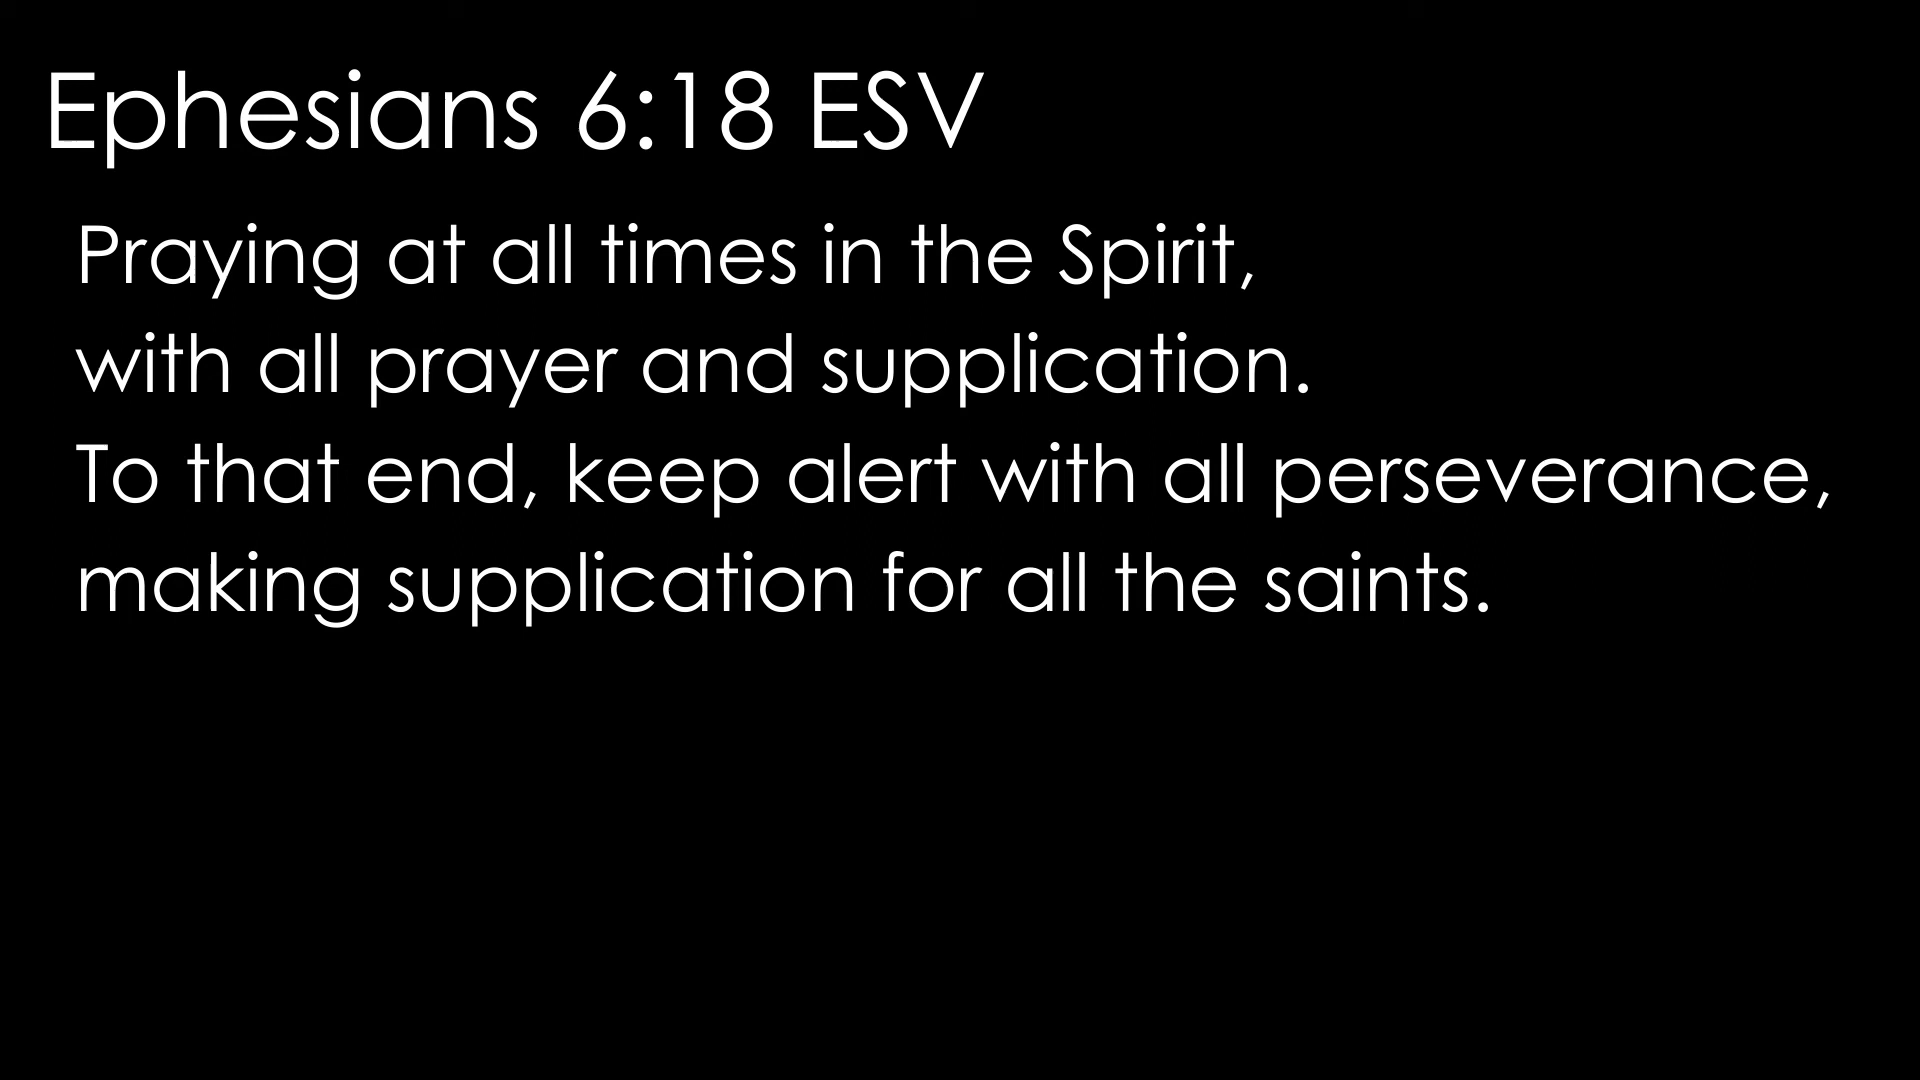 Ephesians 6:18 ESV
Praying at all times in the Spirit,
with all prayer and supplication.
To that end, keep alert with all perseverance,
making supplication for all the saints.